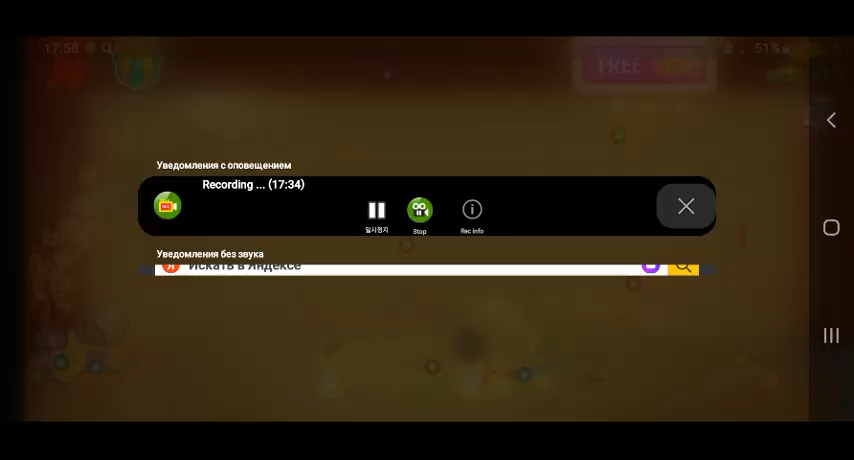 17:58
51%
FREE
Уведомления с оповещением
Recording ... (17:34)
REC
일시정지
Stop
Rec Info
Уведомления без звука
Я Искать в Яндексе